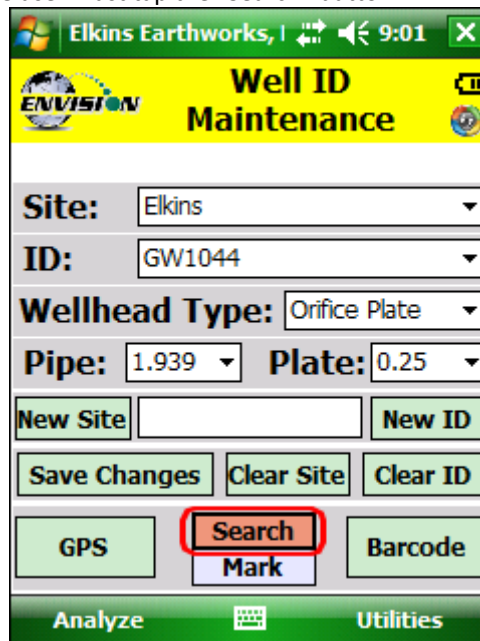 Elkins Earthworks, I 9:01
ENVISION
Well ID
Maintenance
Site: Elkins
ID: GW1044
Wellhead Type: Orifice Plate
Pipe: 1.939 Plate: 0.25
New Site New ID
Save Changes Clear Site Clear ID
GPS Search Barcode
Mark
Analyze Utilities